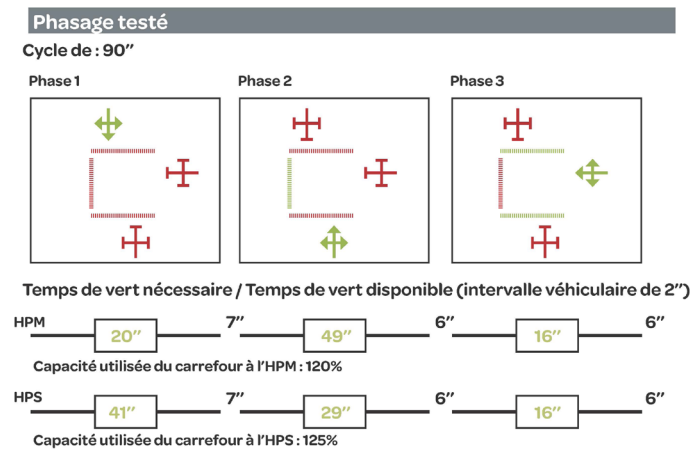 Phasage testé
Cycle de : 90’’
Phase 1 Phase 2 Phase 3
Temps de vert nécessaire / Temps de vert disponible (intervalle véhiculaire de 2’’)
HPM 20’’ 7’’ 49’’ 6’’ 16’’ 6’’
Capacité utilisée du carrefour à l’HPM : 120%
HPS 41’’ 7’’ 29’’ 6’’ 16’’ 6’’
Capacité utilisée du carrefour à l’HPS : 125%